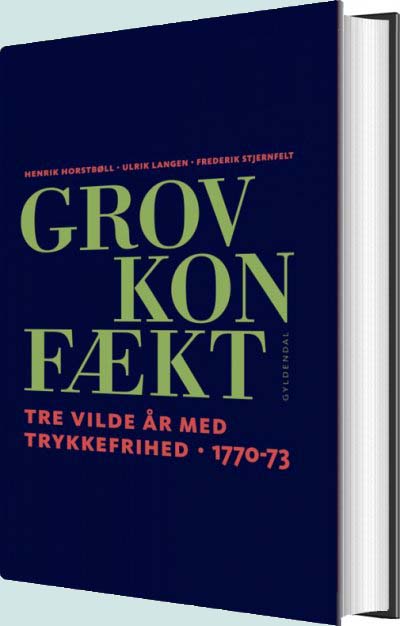 HENRIK HORSTBØLL · ULRIK LANGEN · FREDERIK STJERNFELT
GROV
KON
FÆKT
GYLDENDAL
TRE VILDE ÅR MED
TRYKKEFRIHED · 1770-73